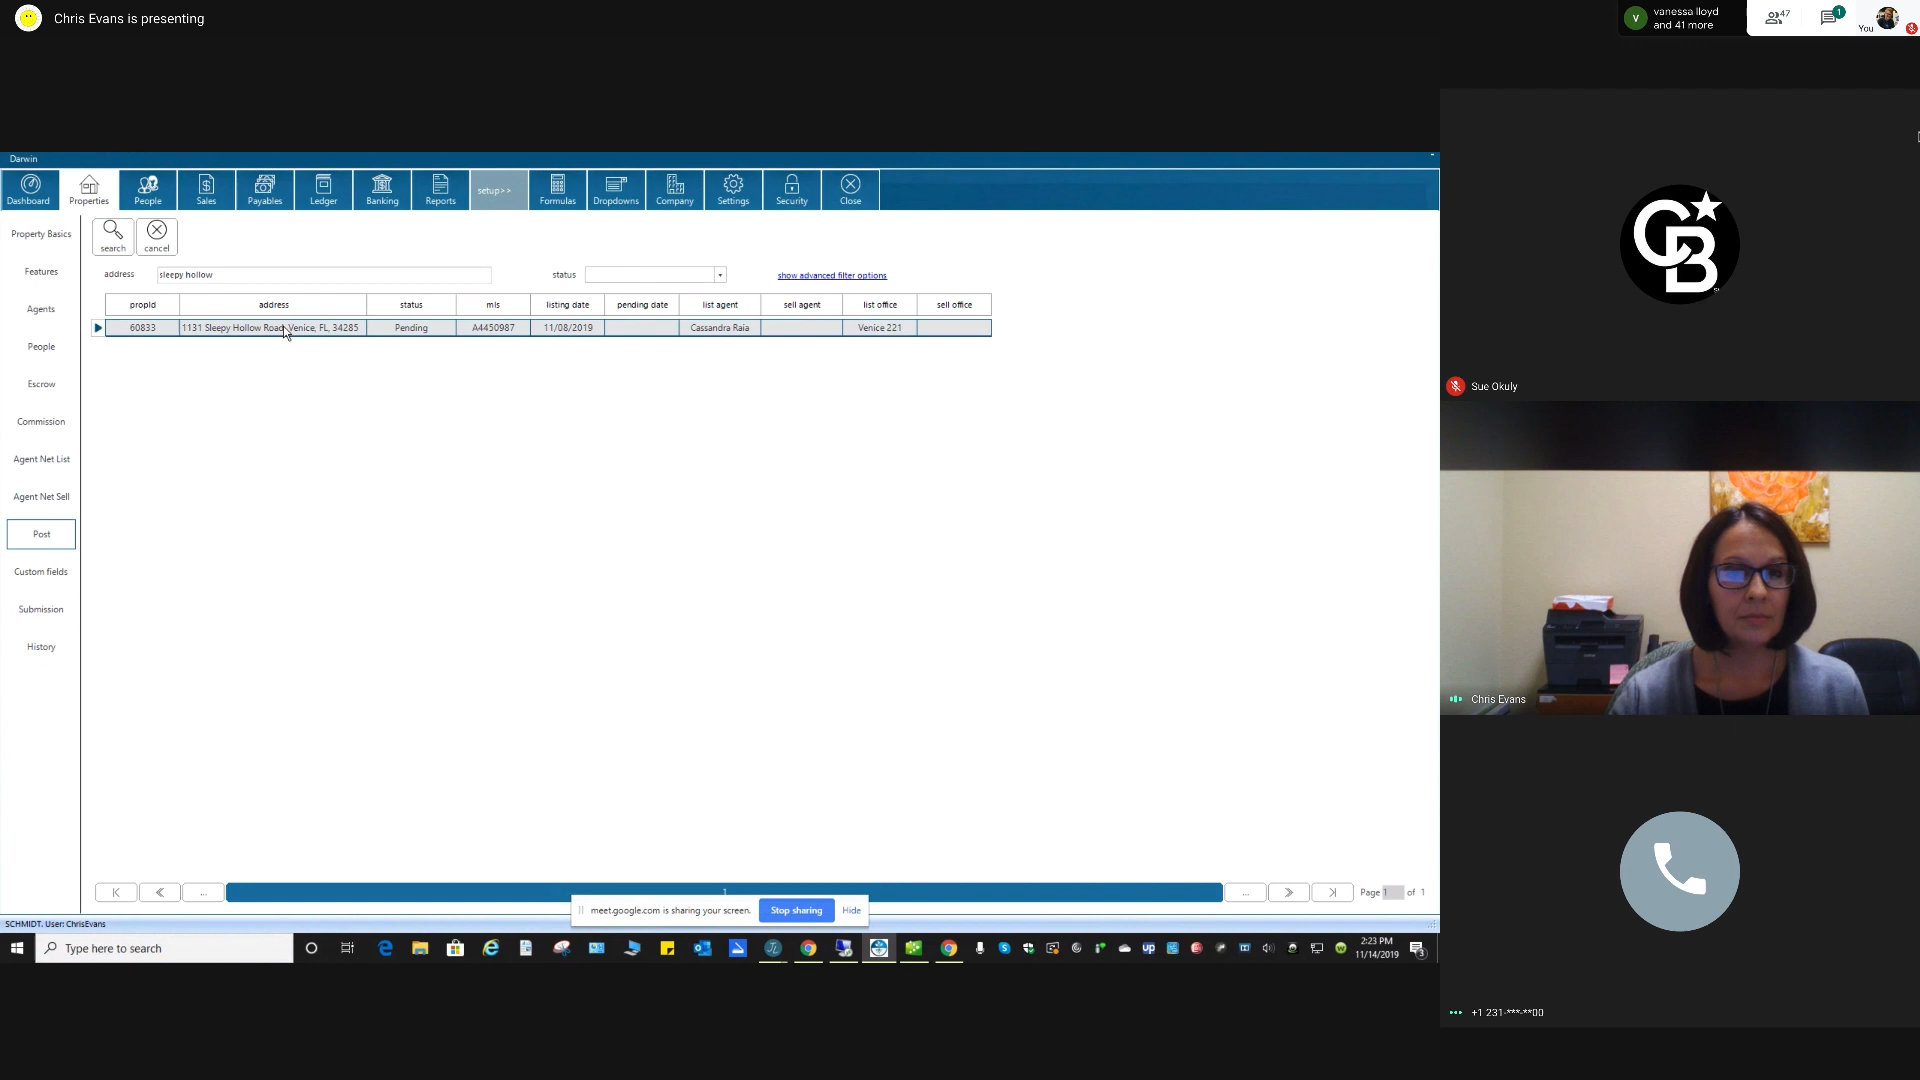 Chris Evans is presenting
V
vanessa lloyd
and 41 more
47
1
You
Darwin
Dashboard
Properties
People
Sales
Payables
Ledger
Banking
Reports
setup>>
Formulas
Dropdowns
Company
Settings
Security
Close
Property Basics
Features
Agents
People
Escrow
Commission
Agent Net List
Agent Net Sell
Post
Custom fields
Submission
History
search
cancel
address
sleepy hollow
status
show advanced filter options
propId address status mls listing date pending date list agent sell agent list office sell office
60833 1131 Sleepy Hollow Road, Venice, FL, 34285 Pending A4450987 11/08/2019 Cassandra Raia Venice 221
CB
Sue Okuly
Chris Evans
+1 231-***-**00
...
1
...
Page 1 of 1
meet.google.com is sharing your screen.
Stop sharing
Hide
SCHMIDT. User: ChrisEvans
Type here to search
up
2:23 PM
11/14/2019
3